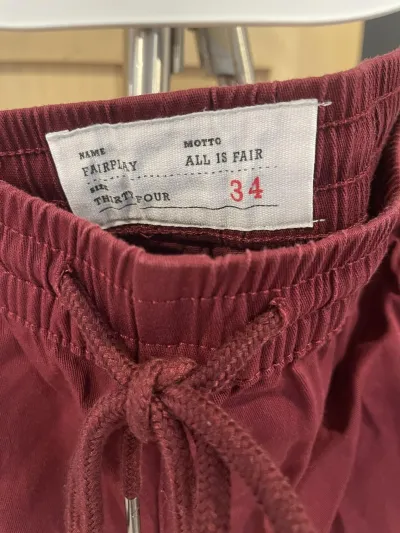 NAME
FAIRPLAY
MOTTO
ALL IS FAIR
SIZE
THIRTY FOUR
34